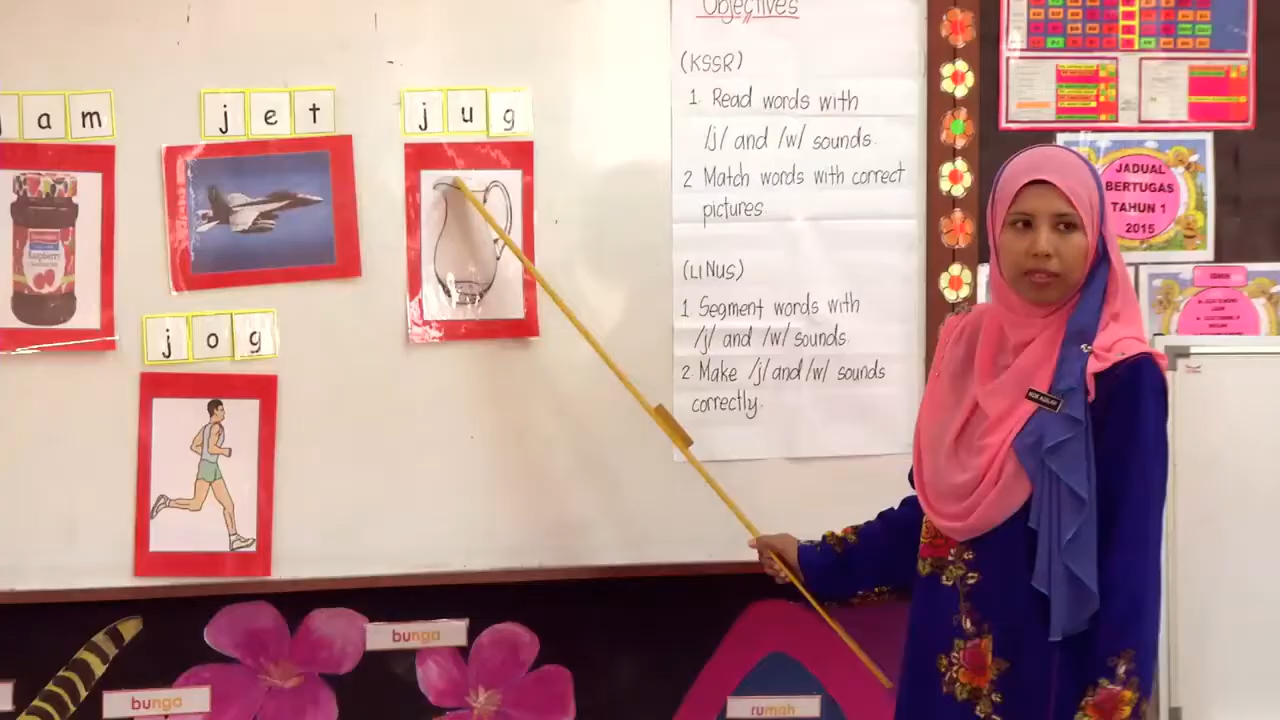 am
jet
jug
jog
Objectives
(KSSR)
1. Read words with
/j/ and /w/ sounds.
2 Match words with correct
pictures
(LINUS)
1 Segment words with
/j/ and /w/ sounds.
2. Make /j/ and /w/ sounds
correctly.
JADUAL
BERTUGAS
TAHUN 1
2015
Raspberry
bunga
bunga
rumah